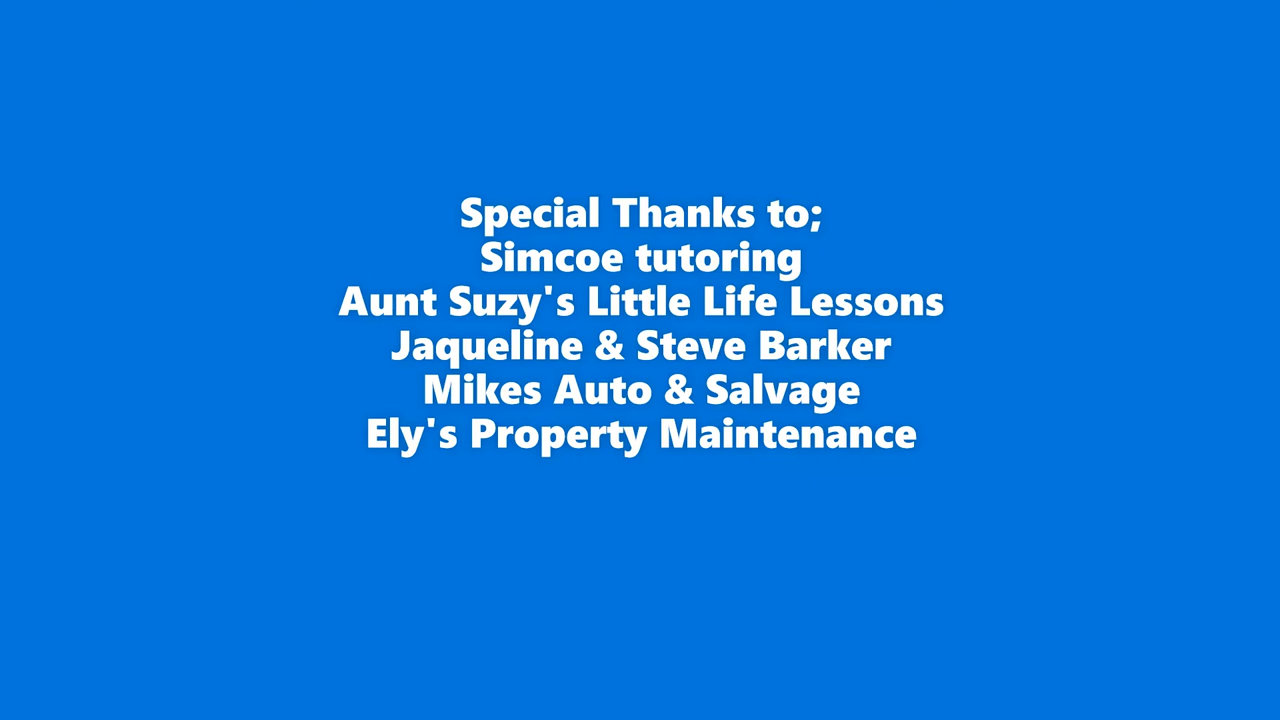 Special Thanks to;
Simcoe tutoring
Aunt Suzy's Little Life Lessons
Jaqueline & Steve Barker
Mikes Auto & Salvage
Ely's Property Maintenance